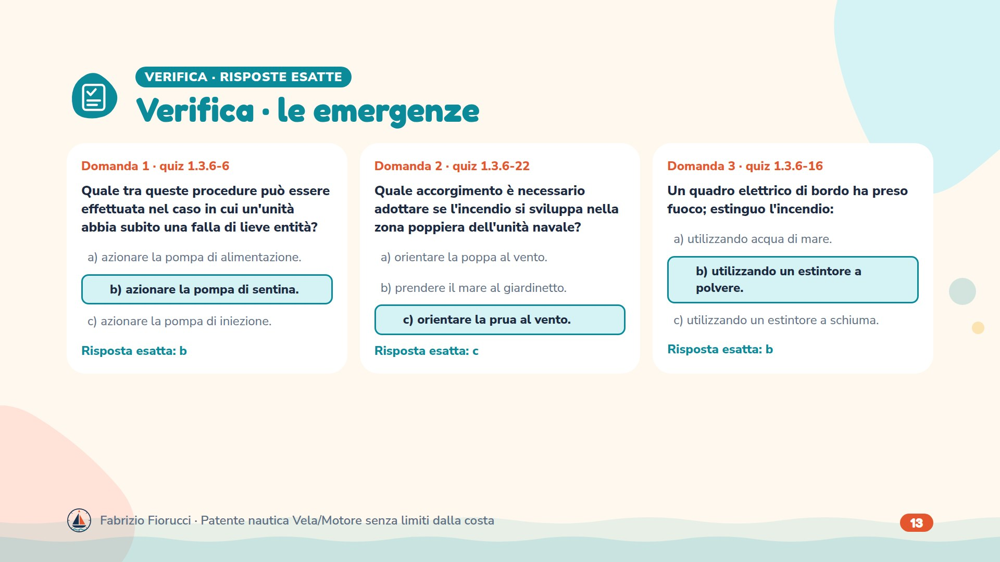 VERIFICA · RISPOSTE ESATTE
Verifica · le emergenze
Domanda 1 · quiz 1.3.6-6
Quale tra queste procedure può essere
effettuata nel caso in cui un'unità
abbia subito una falla di lieve entità?
a) azionare la pompa di alimentazione.
b) azionare la pompa di sentina.
c) azionare la pompa di iniezione.
Risposta esatta: b
Domanda 2 · quiz 1.3.6-22
Quale accorgimento è necessario
adottare se l'incendio si sviluppa nella
zona poppiera dell'unità navale?
a) orientare la poppa al vento.
b) prendere il mare al giardinetto.
c) orientare la prua al vento.
Risposta esatta: c
Domanda 3 · quiz 1.3.6-16
Un quadro elettrico di bordo ha preso
fuoco; estinguo l'incendio:
a) utilizzando acqua di mare.
b) utilizzando un estintore a
polvere.
c) utilizzando un estintore a schiuma.
Risposta esatta: b
Fabrizio Fiorucci · Patente nautica Vela/Motore senza limiti dalla costa
13